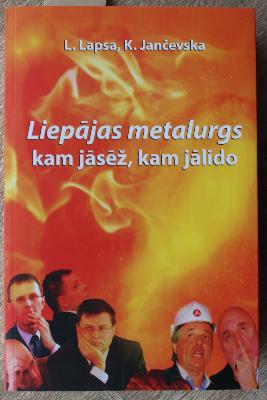 L. Lapsa, K. Jančevska
Liepājas metalurgs
kam jāsēž, kam jālido